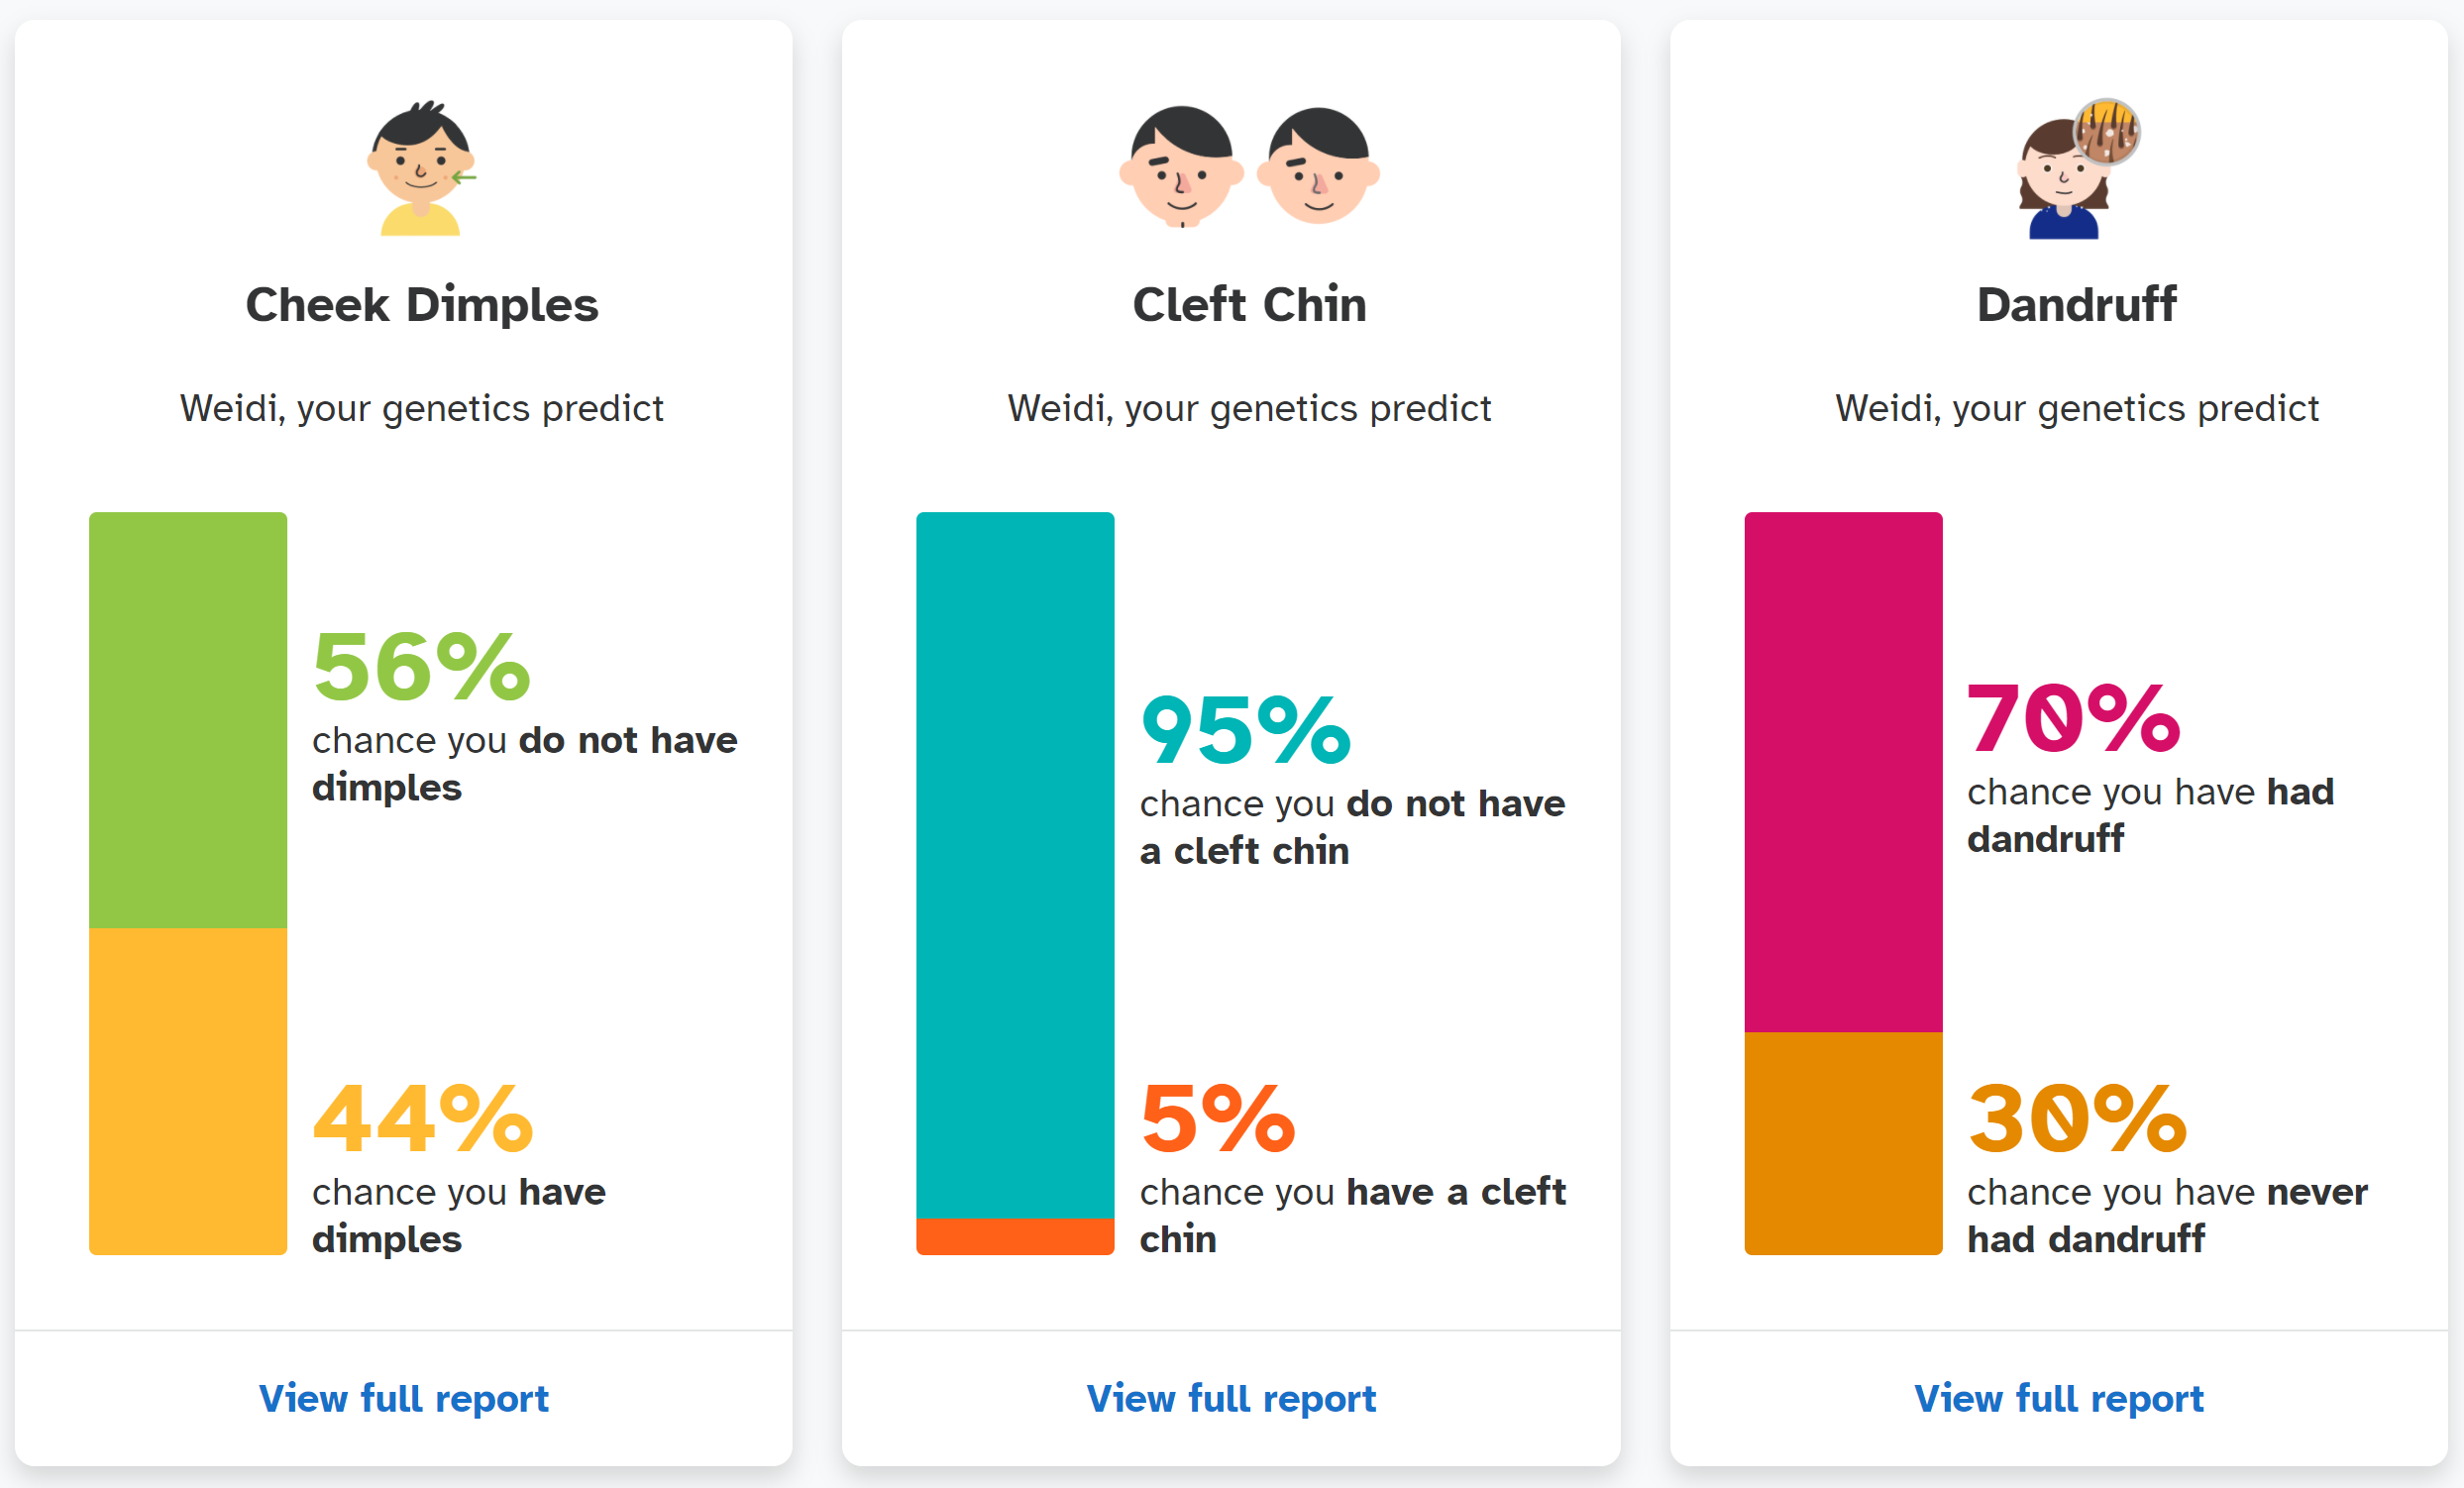 Cheek Dimples
Weidi, your genetics predict
56%
chance you do not have
dimples
44%
chance you have
dimples
View full report
Cleft Chin
Weidi, your genetics predict
95%
chance you do not have
a cleft chin
5%
chance you have a cleft
chin
View full report
Dandruff
Weidi, your genetics predict
70%
chance you have had
dandruff
30%
chance you have never
had dandruff
View full report